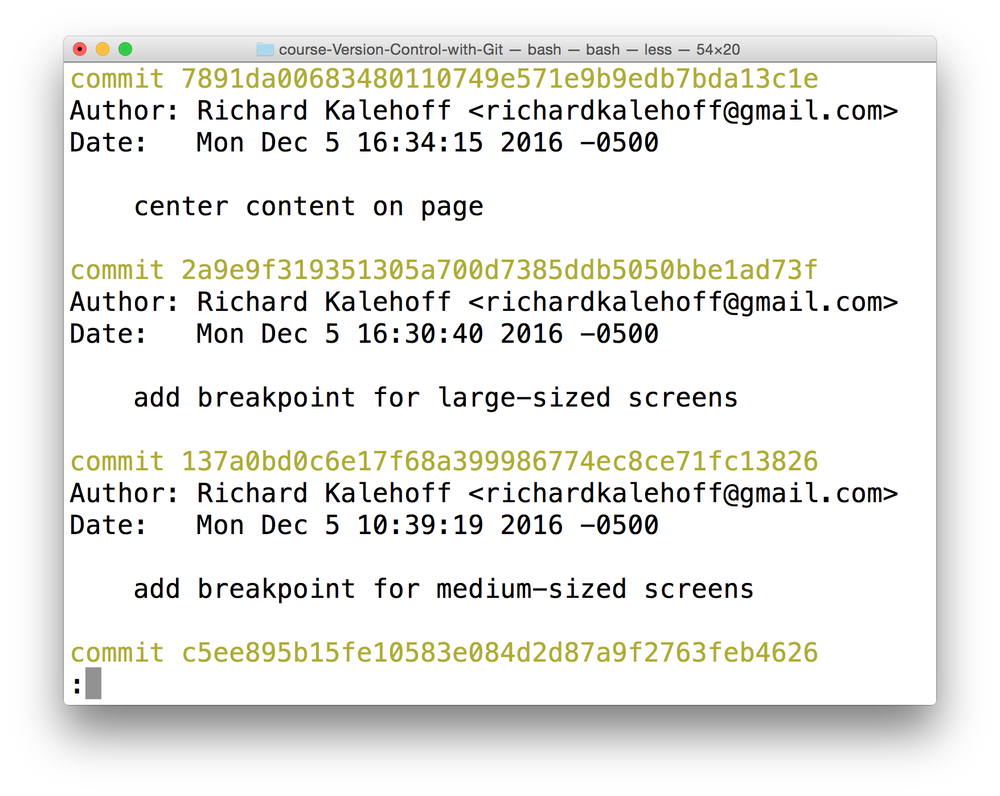 course-Version-Control-with-Git — bash — bash — less — 54×20
commit 7891da00683480110749e571e9b9edb7bda13c1e
Author: Richard Kalehoff <richardkalehoff@gmail.com>
Date:   Mon Dec 5 16:34:15 2016 -0500
    center content on page
commit 2a9e9f319351305a700d7385ddb5050bbe1ad73f
Author: Richard Kalehoff <richardkalehoff@gmail.com>
Date:   Mon Dec 5 16:30:40 2016 -0500
    add breakpoint for large-sized screens
commit 137a0bd0c6e17f68a399986774ec8ce71fc13826
Author: Richard Kalehoff <richardkalehoff@gmail.com>
Date:   Mon Dec 5 10:39:19 2016 -0500
    add breakpoint for medium-sized screens
commit c5ee895b15fe10583e084d2d87a9f2763feb4626
: